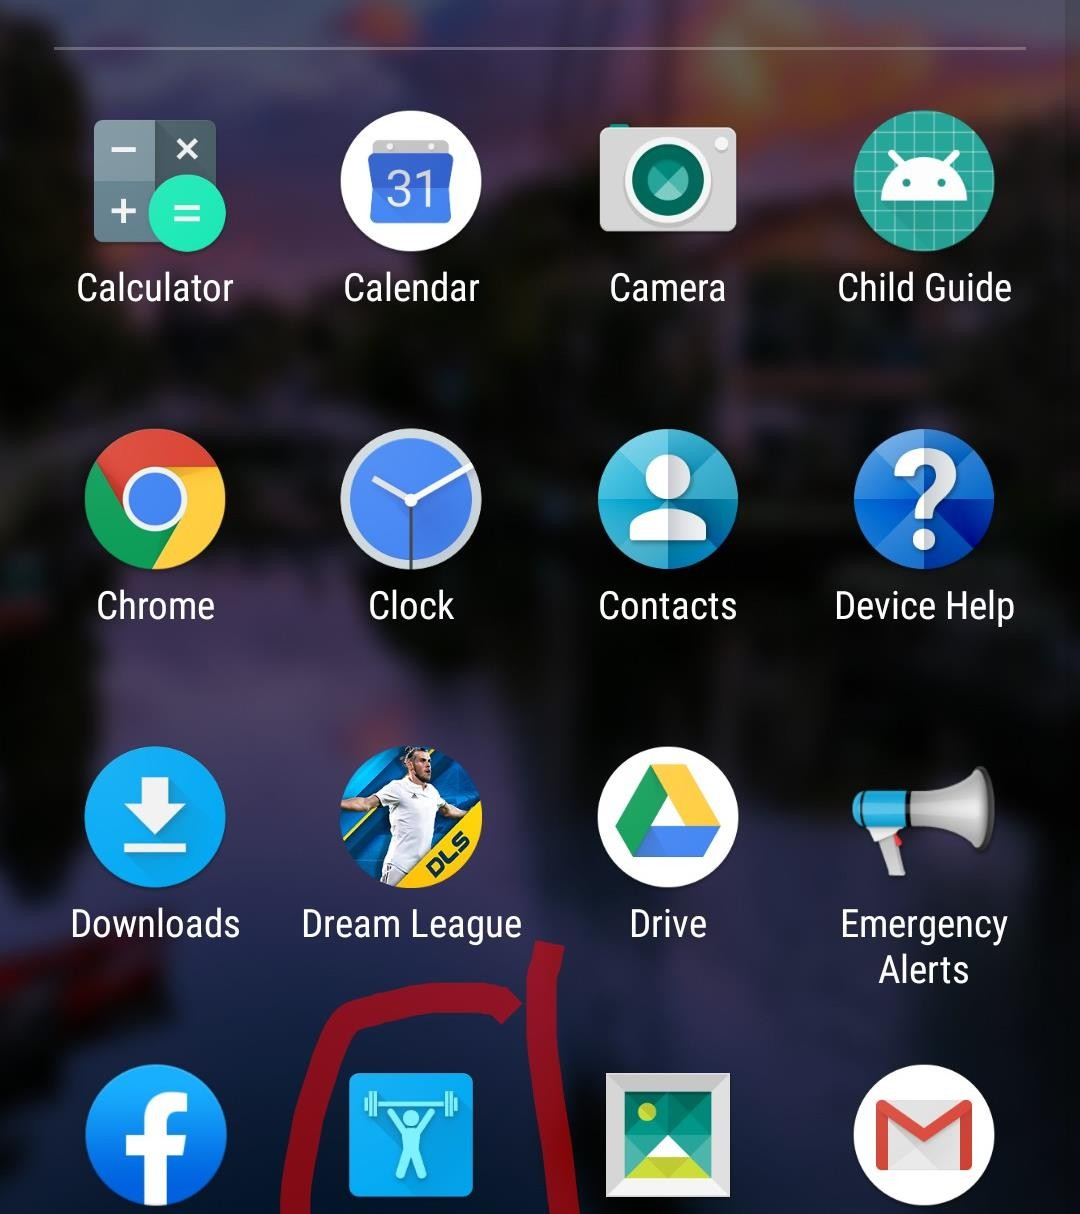 Calculator
31
Calendar
Camera
Child Guide
Chrome
Clock
Contacts
Device Help
DLS
Downloads
Dream League
Drive
Emergency
Alerts